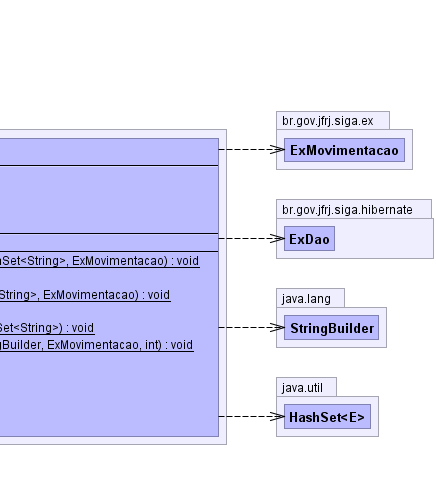 br.gov.jfrj.siga.ex
ExMovimentacao
br.gov.jfrj.siga.hibernate
ExDao
Set<String>, ExMovimentacao) : void
String>, ExMovimentacao) : void
java.lang
StringBuilder
Set<String>) : void
Builder, ExMovimentacao, int) : void
java.util
HashSet<E>